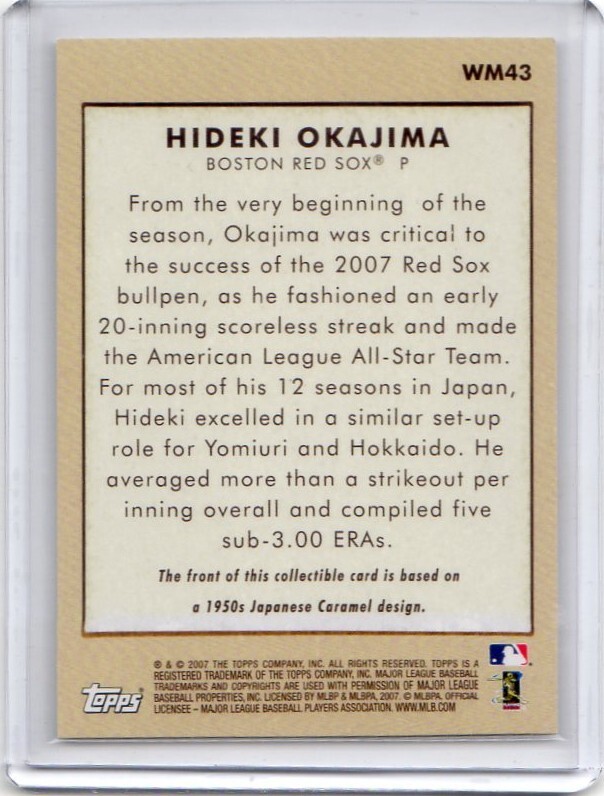 WM43
HIDEKI OKAJIMA
BOSTON RED SOX® P
From the very beginning of the
season, Okajima was critical to
the success of the 2007 Red Sox
bullpen, as he fashioned an early
20-inning scoreless streak and made
the American League All-Star Team.
For most of his 12 seasons in Japan,
Hideki excelled in a similar set-up
role for Yomiuri and Hokkaido. He
averaged more than a strikeout per
inning overall and compiled five
sub-3.00 ERAs.
The front of this collectible card is based on
a 1950s Japanese Caramel design.
® & © 2007 THE TOPPS COMPANY, INC. ALL RIGHTS RESERVED. TOPPS IS A
REGISTERED TRADEMARK OF THE TOPPS COMPANY, INC. MAJOR LEAGUE BASEBALL
TRADEMARKS AND COPYRIGHTS ARE USED WITH PERMISSION OF MAJOR LEAGUE
BASEBALL PROPERTIES, INC. LICENSED BY MLBP & MLBPA, 2007. © MLBPA. OFFICIAL
LICENSEE – MAJOR LEAGUE BASEBALL PLAYERS ASSOCIATION. WWW.MLB.COM
Topps